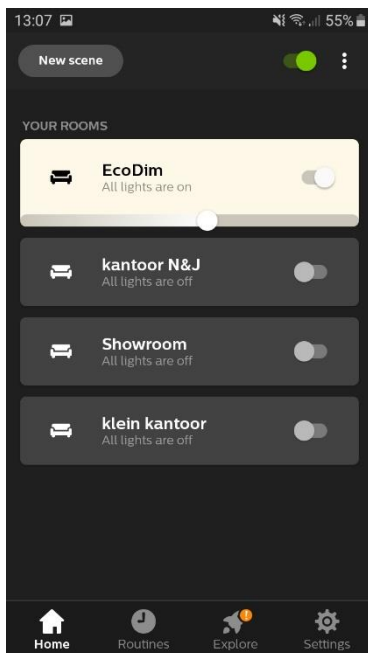 13:07 55%
New scene
YOUR ROOMS
EcoDim
All lights are on
kantoor N&J
All lights are off
Showroom
All lights are off
klein kantoor
All lights are off
Home Routines Explore Settings